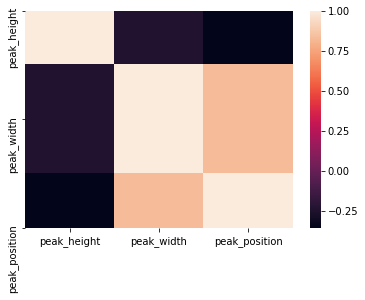 peak_height
peak_width
peak_position
peak_height
peak_width
peak_position
1.00
0.75
0.50
0.25
0.00
−0.25